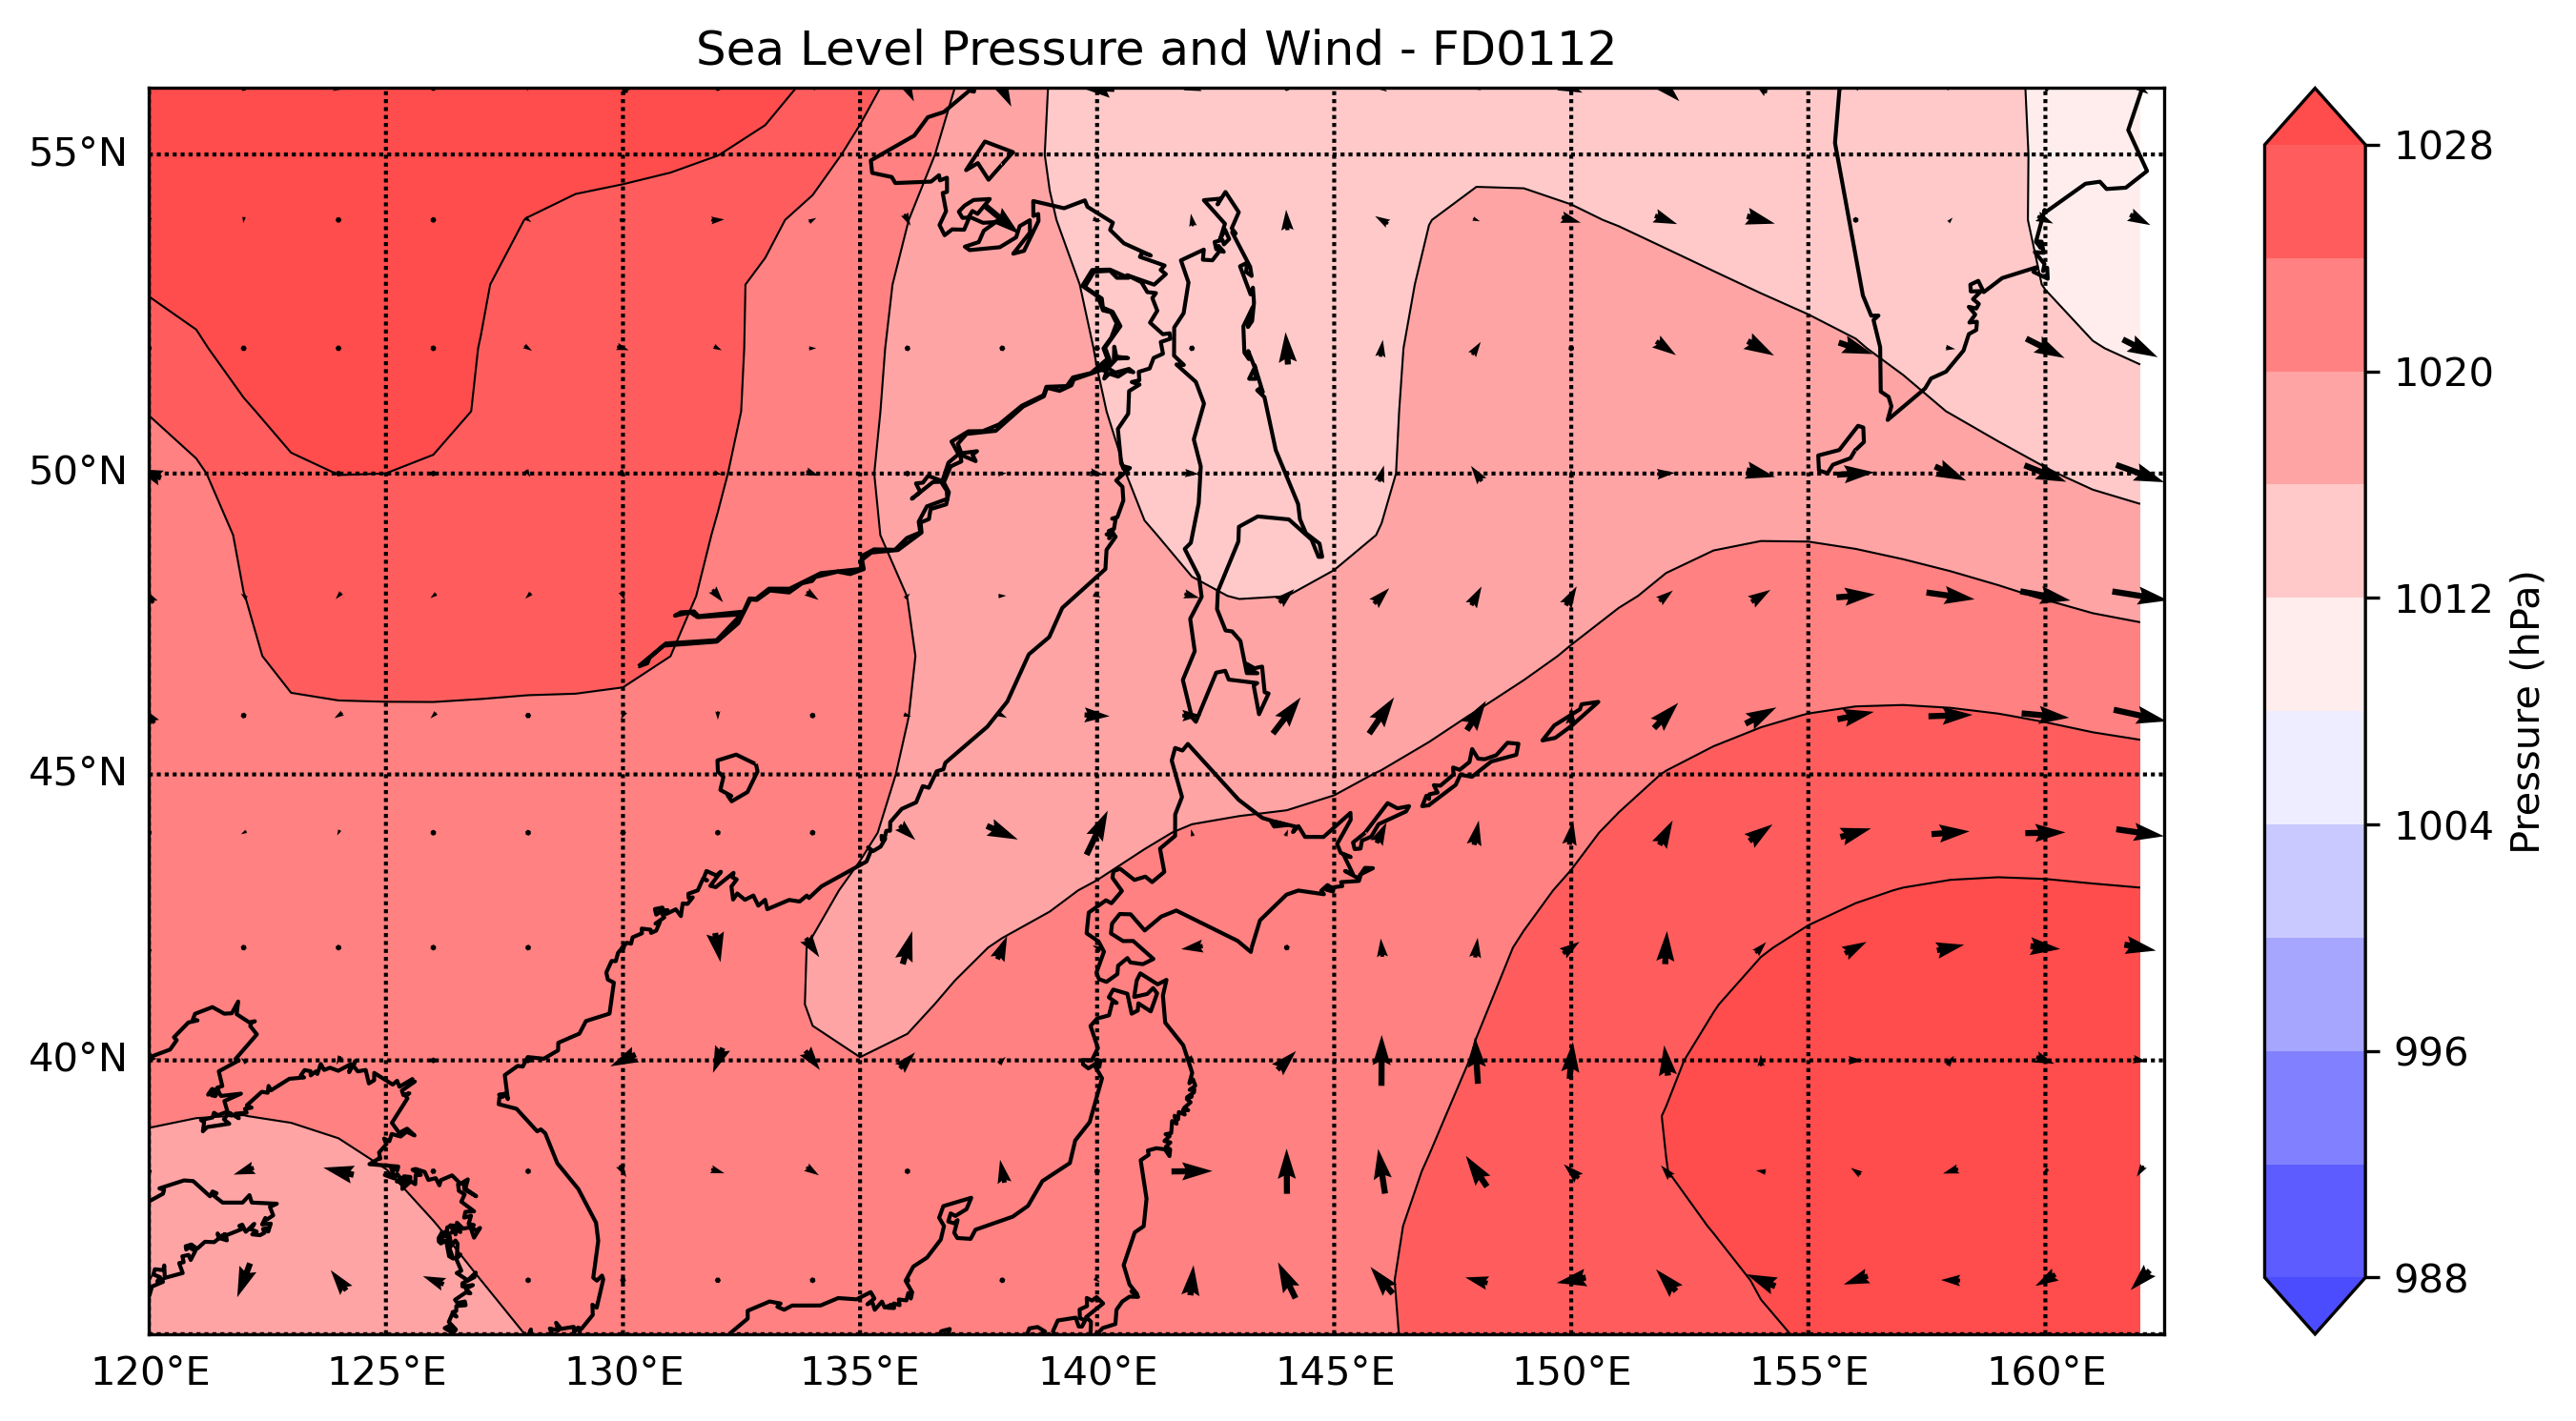 Sea Level Pressure and Wind - FD0112
55°N
50°N
45°N
40°N
120°E
125°E
130°E
135°E
140°E
145°E
150°E
155°E
160°E
1028
1020
1012
1004
996
988
Pressure (hPa)